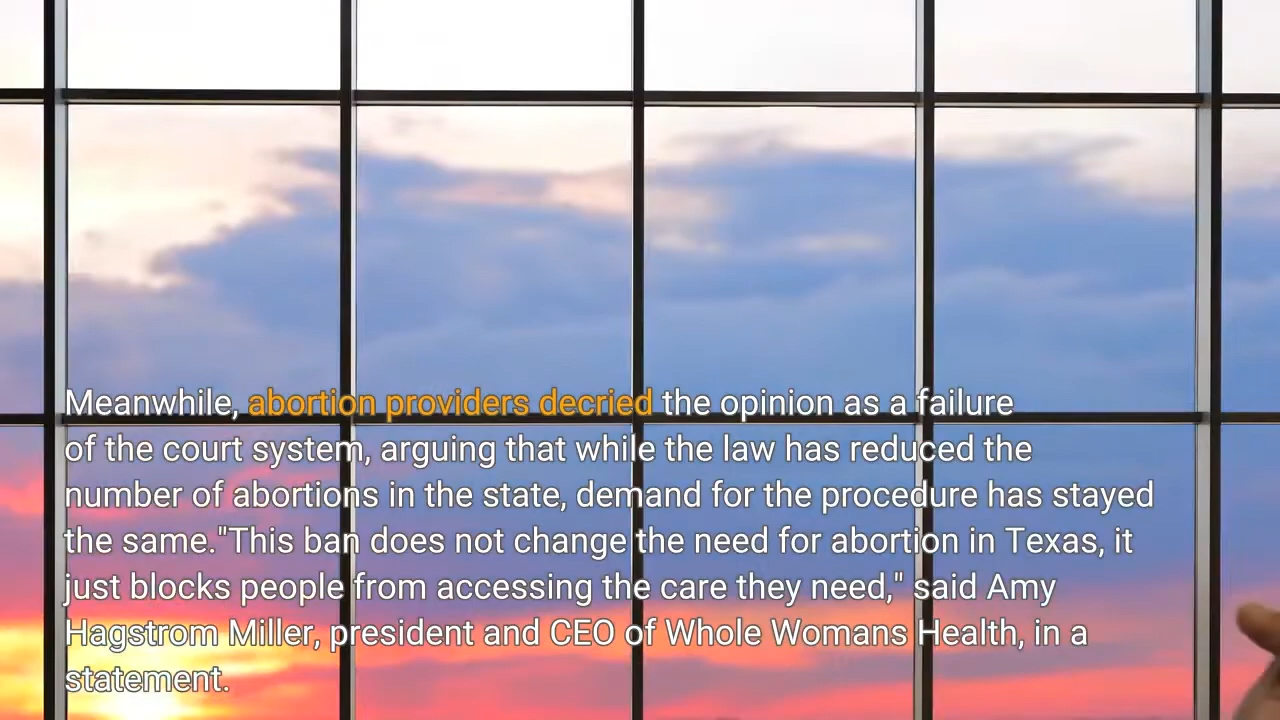 Meanwhile, abortion providers decried the opinion as a failure
of the court system, arguing that while the law has reduced the
number of abortions in the state, demand for the procedure has stayed
the same."This ban does not change the need for abortion in Texas, it
just blocks people from accessing the care they need," said Amy
Hagstrom Miller, president and CEO of Whole Womans Health, in a
statement.